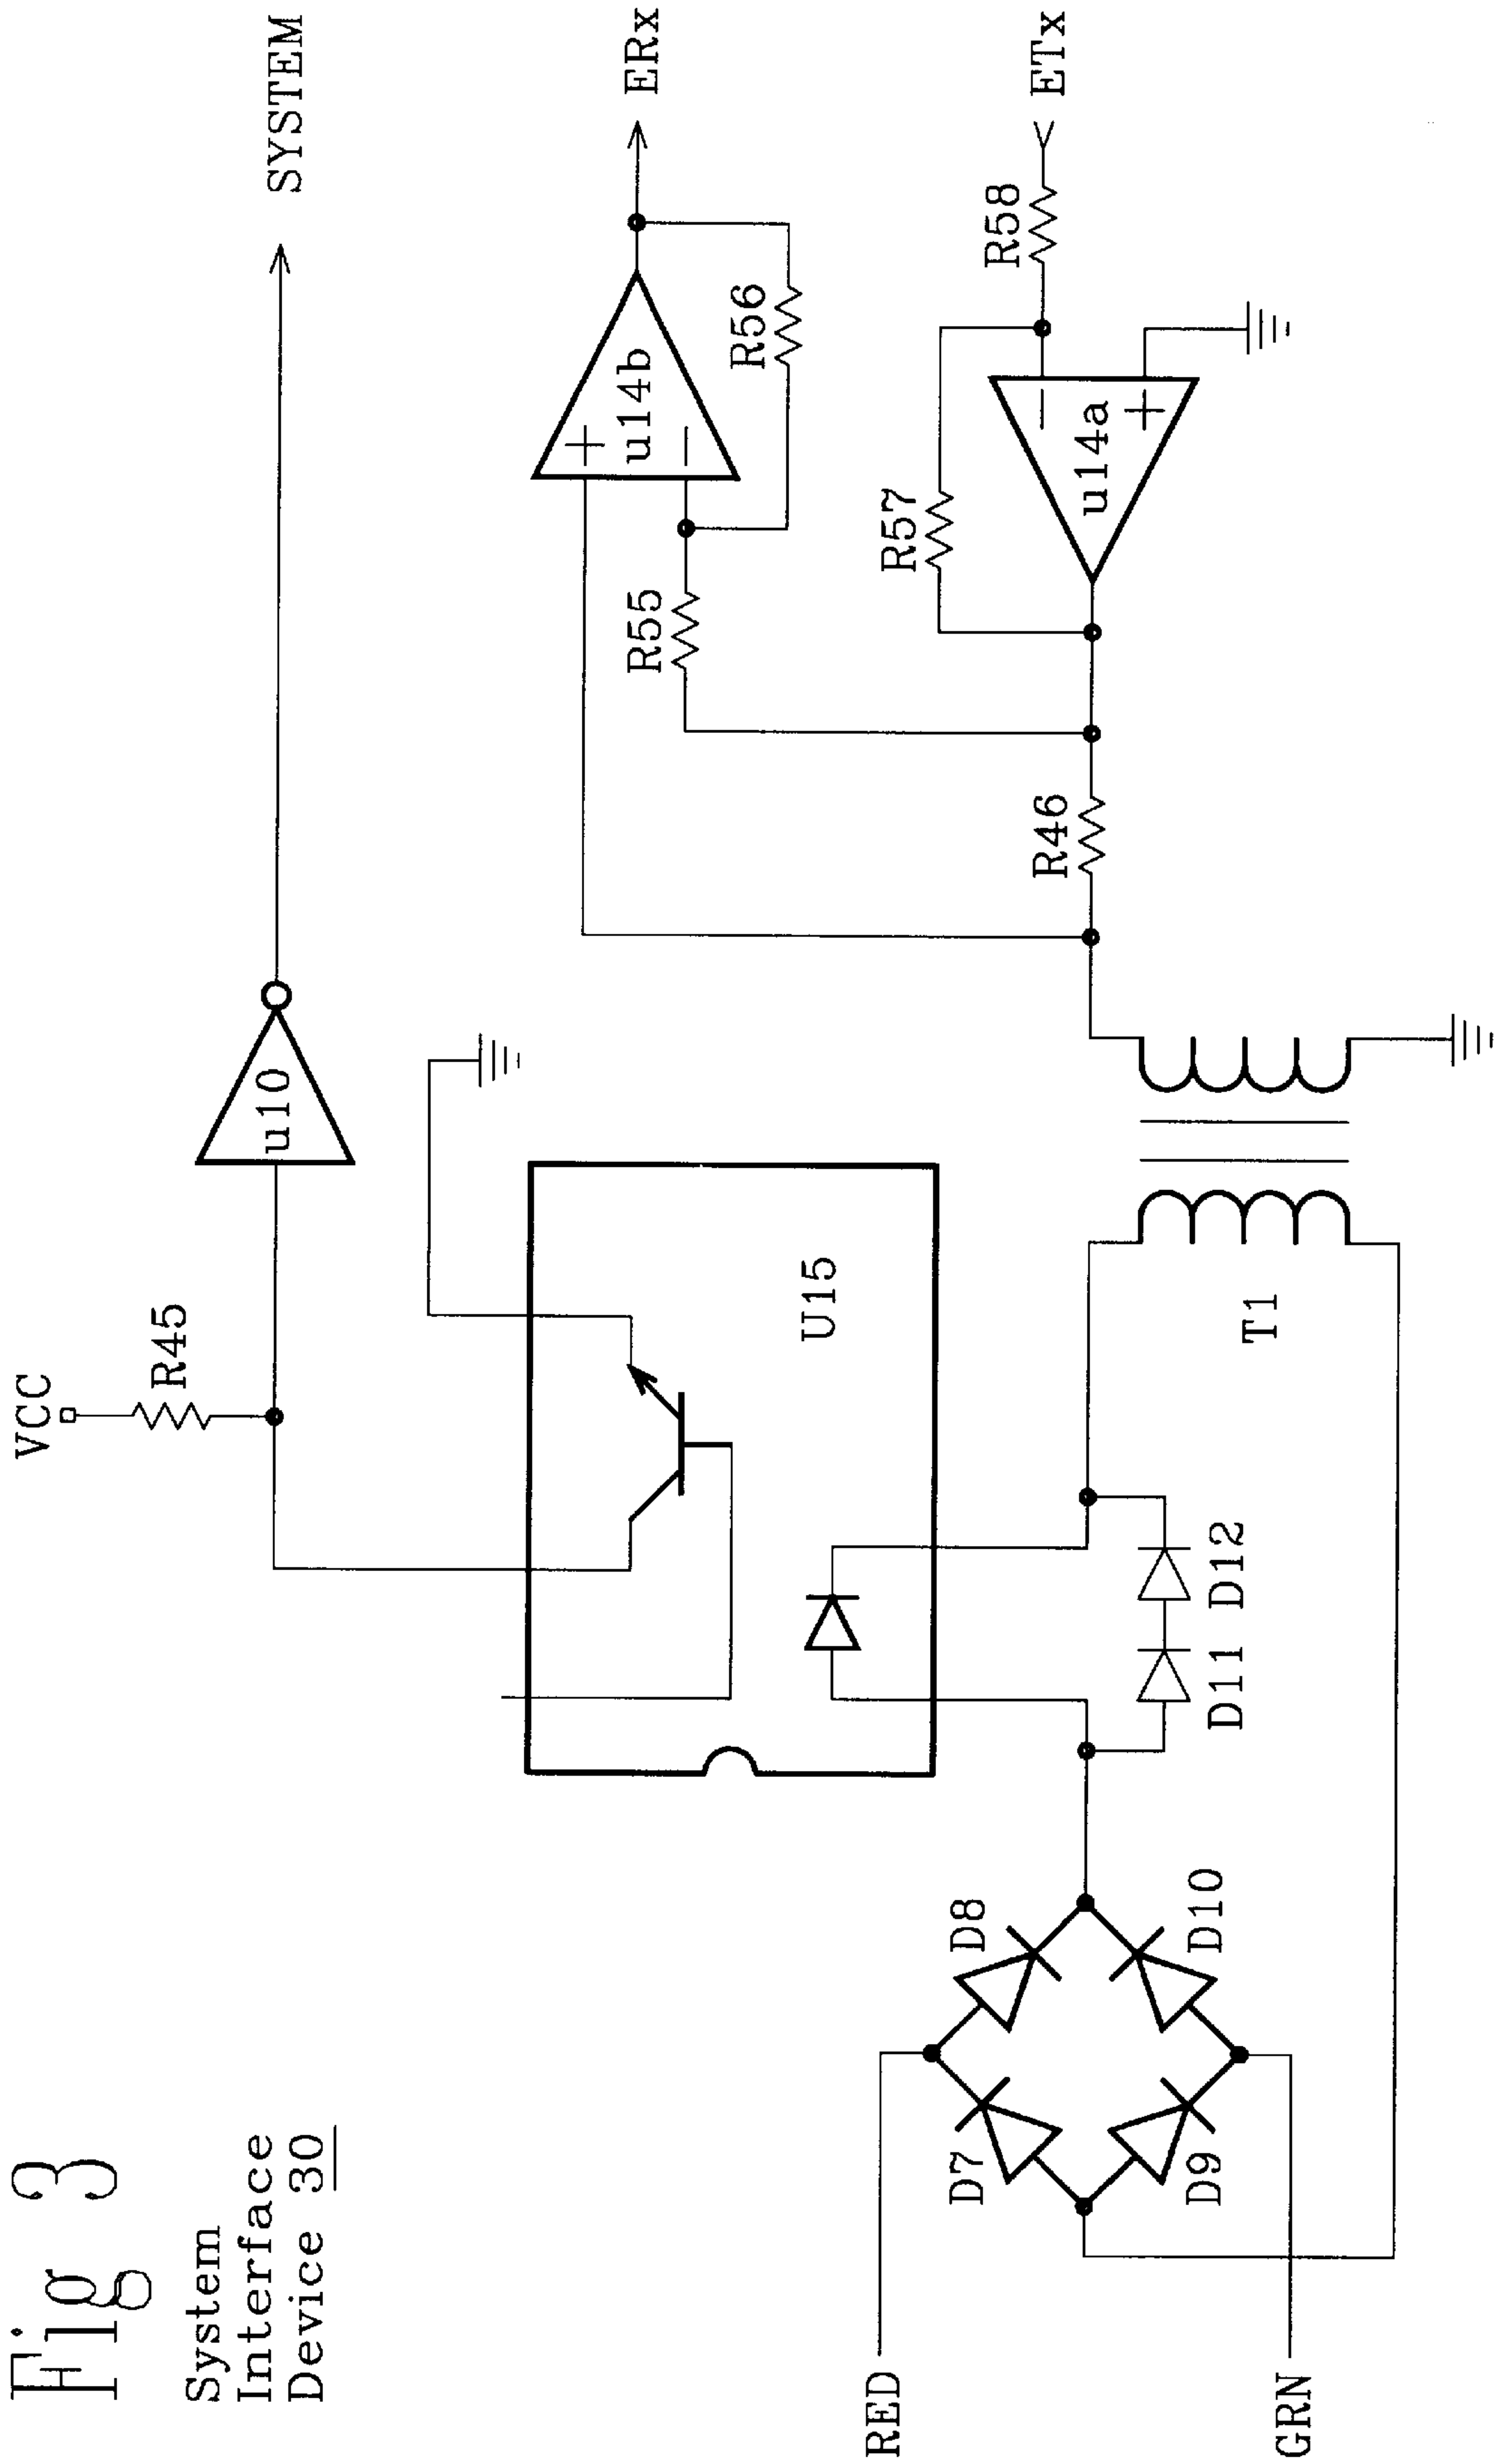 Fig 3
System
Interface
Device 30
VCC
R45
u10
SYSTEM
U15
u14b
+
−
ERx
R55
R56
R57
R58
ETx
u14a
−
+
R46
T1
D11 D12
D8
D10
D7
D9
RED
GRN